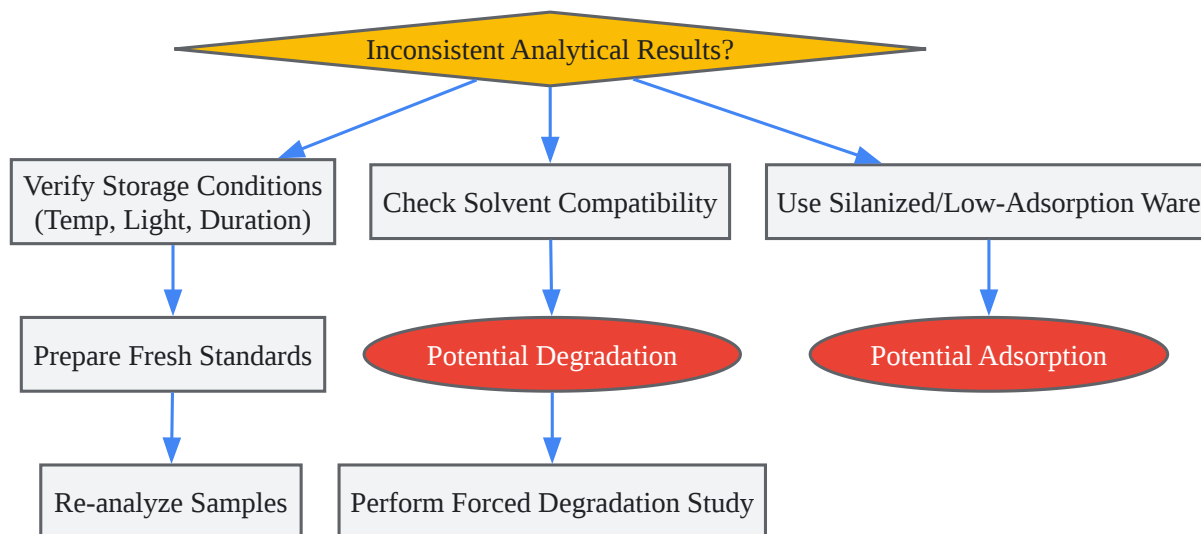 Inconsistent Analytical Results?
Verify Storage Conditions
(Temp, Light, Duration)
Check Solvent Compatibility
Use Silanized/Low-Adsorption Ware
Prepare Fresh Standards
Potential Degradation
Potential Adsorption
Re-analyze Samples
Perform Forced Degradation Study